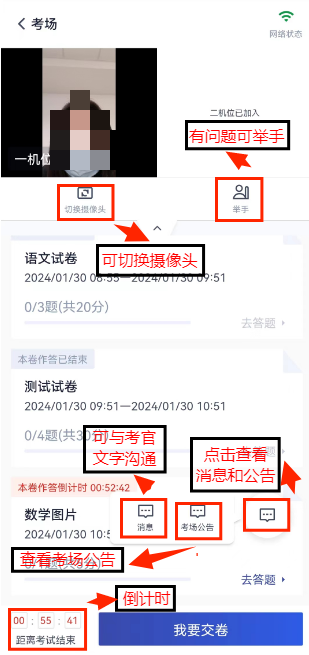 考场
网络状态
二机位已加入
有问题可举手
一机位
切换摄像头
举手
可切换摄像头
语文试卷
2024/01/30 08:55—2024/01/30 09:51
0/3题(共20分)
去答题
本卷作答已结束
测试试卷
2024/01/30 09:51—2024/01/30 10:51
0/4题(共30
可与考官
文字沟通
点击查看
消息和公告
本卷作答倒计时 00:52:42
数学图片
2024/01/30 10:5
消息
考场公告
查看考场公告
去答题
倒计时
00 : 55 : 41
距离考试结束
我要交卷